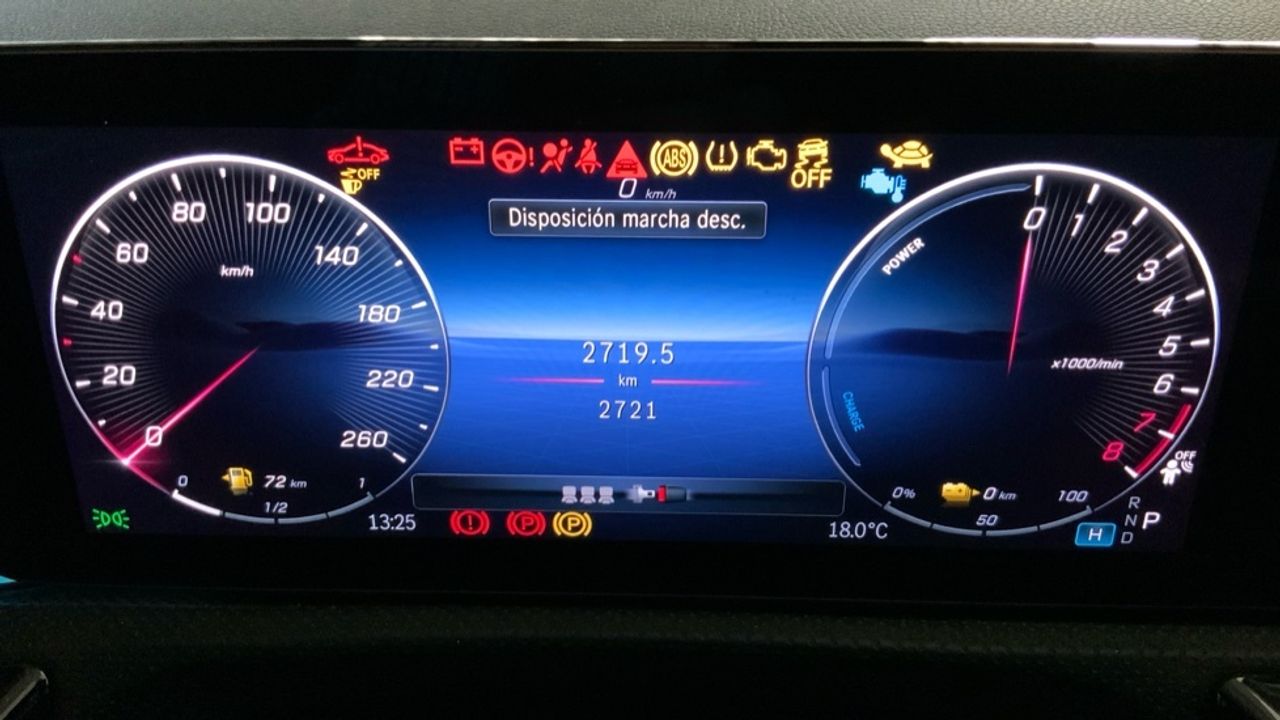 OFF
ABS
OFF
0 km/h
Disposición marcha desc.
km/h
0
20
40
60
80
100
140
180
220
260
2719.5
km
2721
POWER
CHARGE
0
1
2
3
4
5
6
7
8
x1000/min
OFF
0
72 km
1
1/2
13:25
P
P
18.0°C
0%
0 km
100
50
H
R
N
D
P